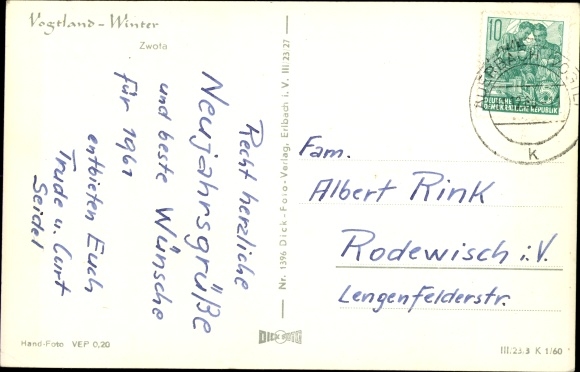 Vogtland-Winter
Zwota
Recht herzliche
Neujahrsgrüße
und beste Wünsche
für 1961
entbieten Euch
Trude u. Curt
Seidel
Hand-Foto VEP 0,20
Nr. 1396 Dick-Foto-Verlag, Erlbach i. V. III 23 27
DICK
10
DEUTSCHE
DEMOKRATISCHE REPUBLIK
K
Fam.
Albert Rink
Rodewisch i. V.
Lengenfelderstr.
III/23.3 K 1/60